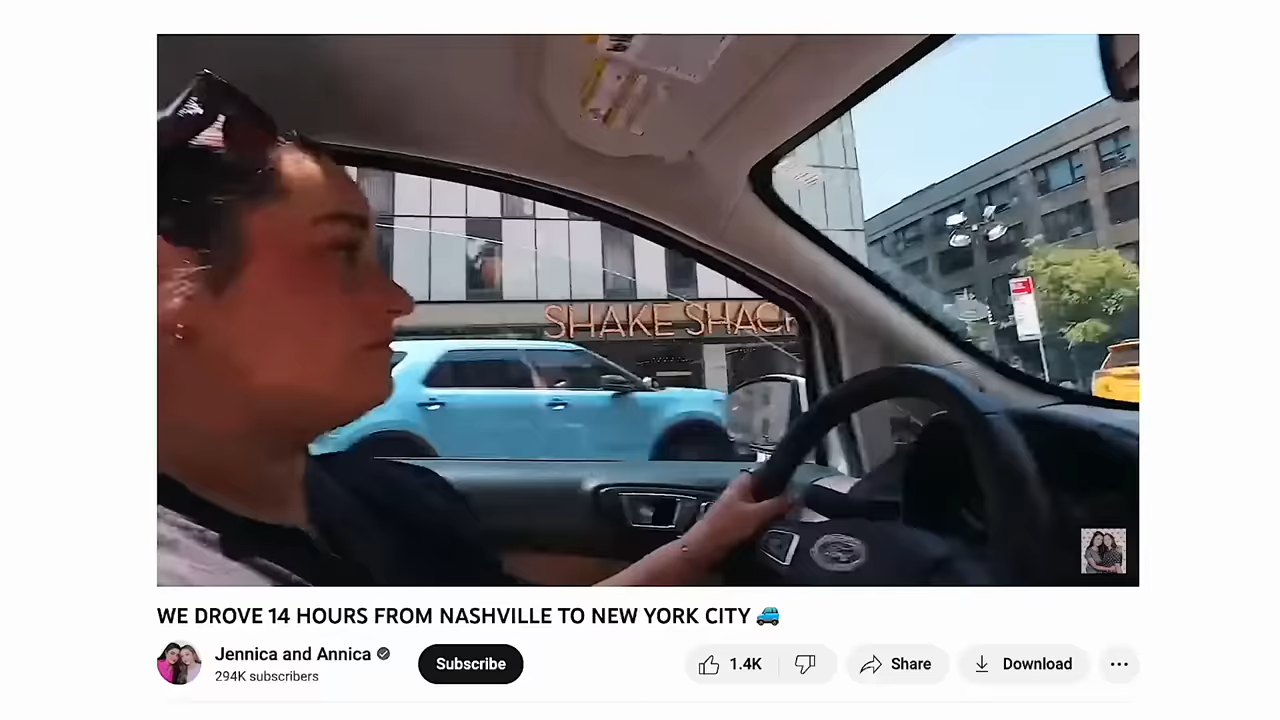 SHAKE SHACK
WE DROVE 14 HOURS FROM NASHVILLE TO NEW YORK CITY
Jennica and Annica
294K subscribers
Subscribe
1.4K
Share
Download